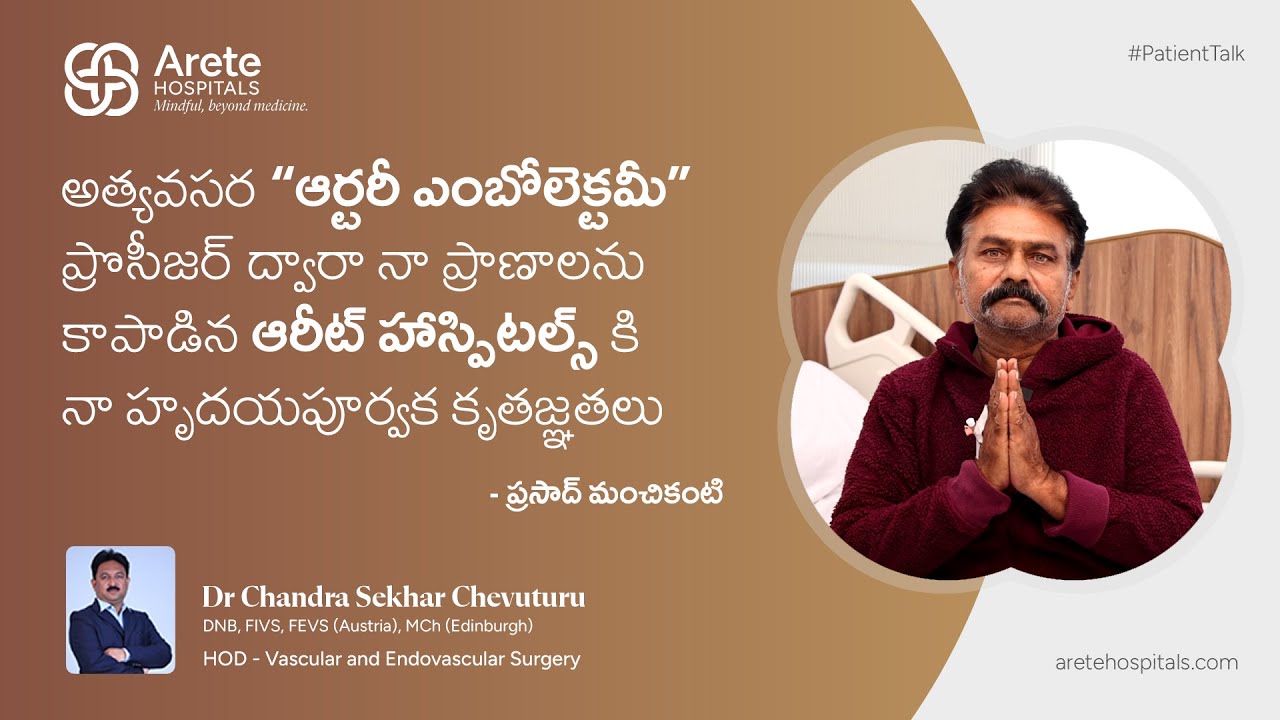 Arete
HOSPITALS
Mindful, beyond medicine.
#PatientTalk
అత్యవసర “ఆర్టరీ ఎంబోలెక్టమీ”
ప్రొసీజర్ ద్వారా నా ప్రాణాలను
కాపాడిన ఆరీట్ హాస్పిటల్స్ కి
నా హృదయపూర్వక కృతజ్ఞతలు
- ప్రసాద్ మంచికంటి
Dr Chandra Sekhar Chevuturu
DNB, FIVS, FEVS (Austria), MCh (Edinburgh)
HOD - Vascular and Endovascular Surgery
aretehospitals.com